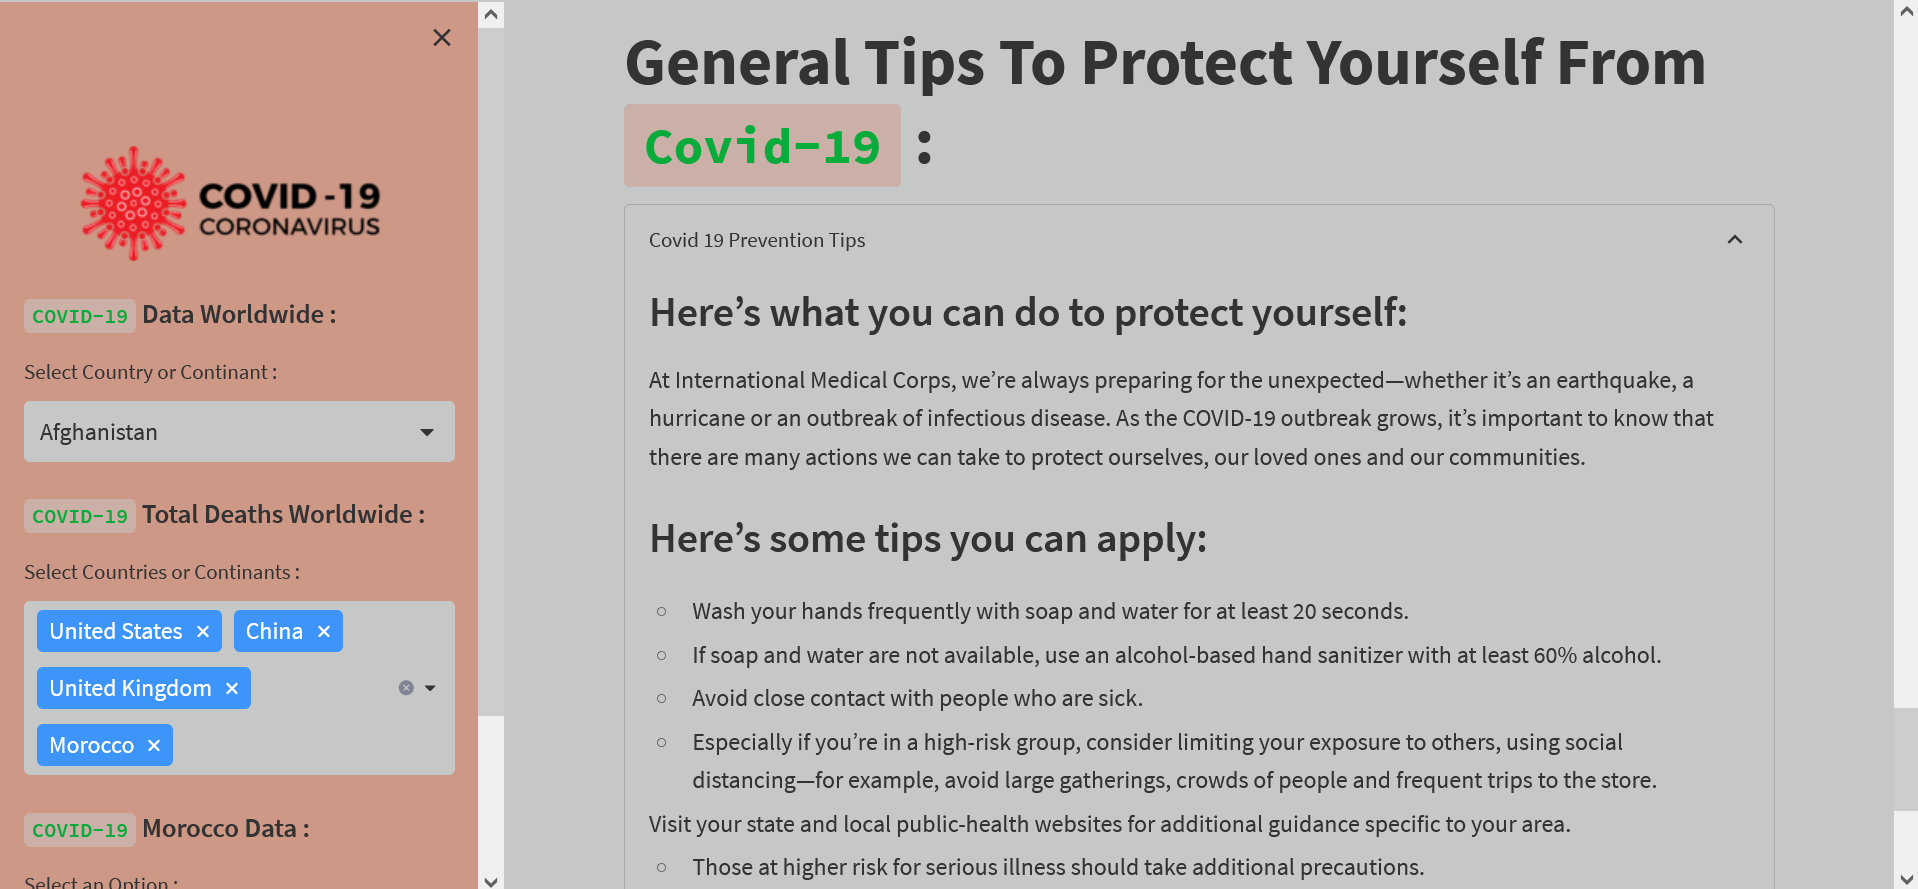 COVID -19
CORONAVIRUS
COVID-19 Data Worldwide :
Select Country or Continant :
Afghanistan
COVID-19 Total Deaths Worldwide :
Select Countries or Continants :
United States
China
United Kingdom
Morocco
COVID-19 Morocco Data :
Select an Option :
General Tips To Protect Yourself From
Covid-19 :
Covid 19 Prevention Tips
Here’s what you can do to protect yourself:
At International Medical Corps, we’re always preparing for the unexpected—whether it’s an earthquake, a
hurricane or an outbreak of infectious disease. As the COVID-19 outbreak grows, it’s important to know that
there are many actions we can take to protect ourselves, our loved ones and our communities.
Here’s some tips you can apply:
Wash your hands frequently with soap and water for at least 20 seconds.
If soap and water are not available, use an alcohol-based hand sanitizer with at least 60% alcohol.
Avoid close contact with people who are sick.
Especially if you’re in a high-risk group, consider limiting your exposure to others, using social
distancing—for example, avoid large gatherings, crowds of people and frequent trips to the store.
Visit your state and local public-health websites for additional guidance specific to your area.
Those at higher risk for serious illness should take additional precautions.